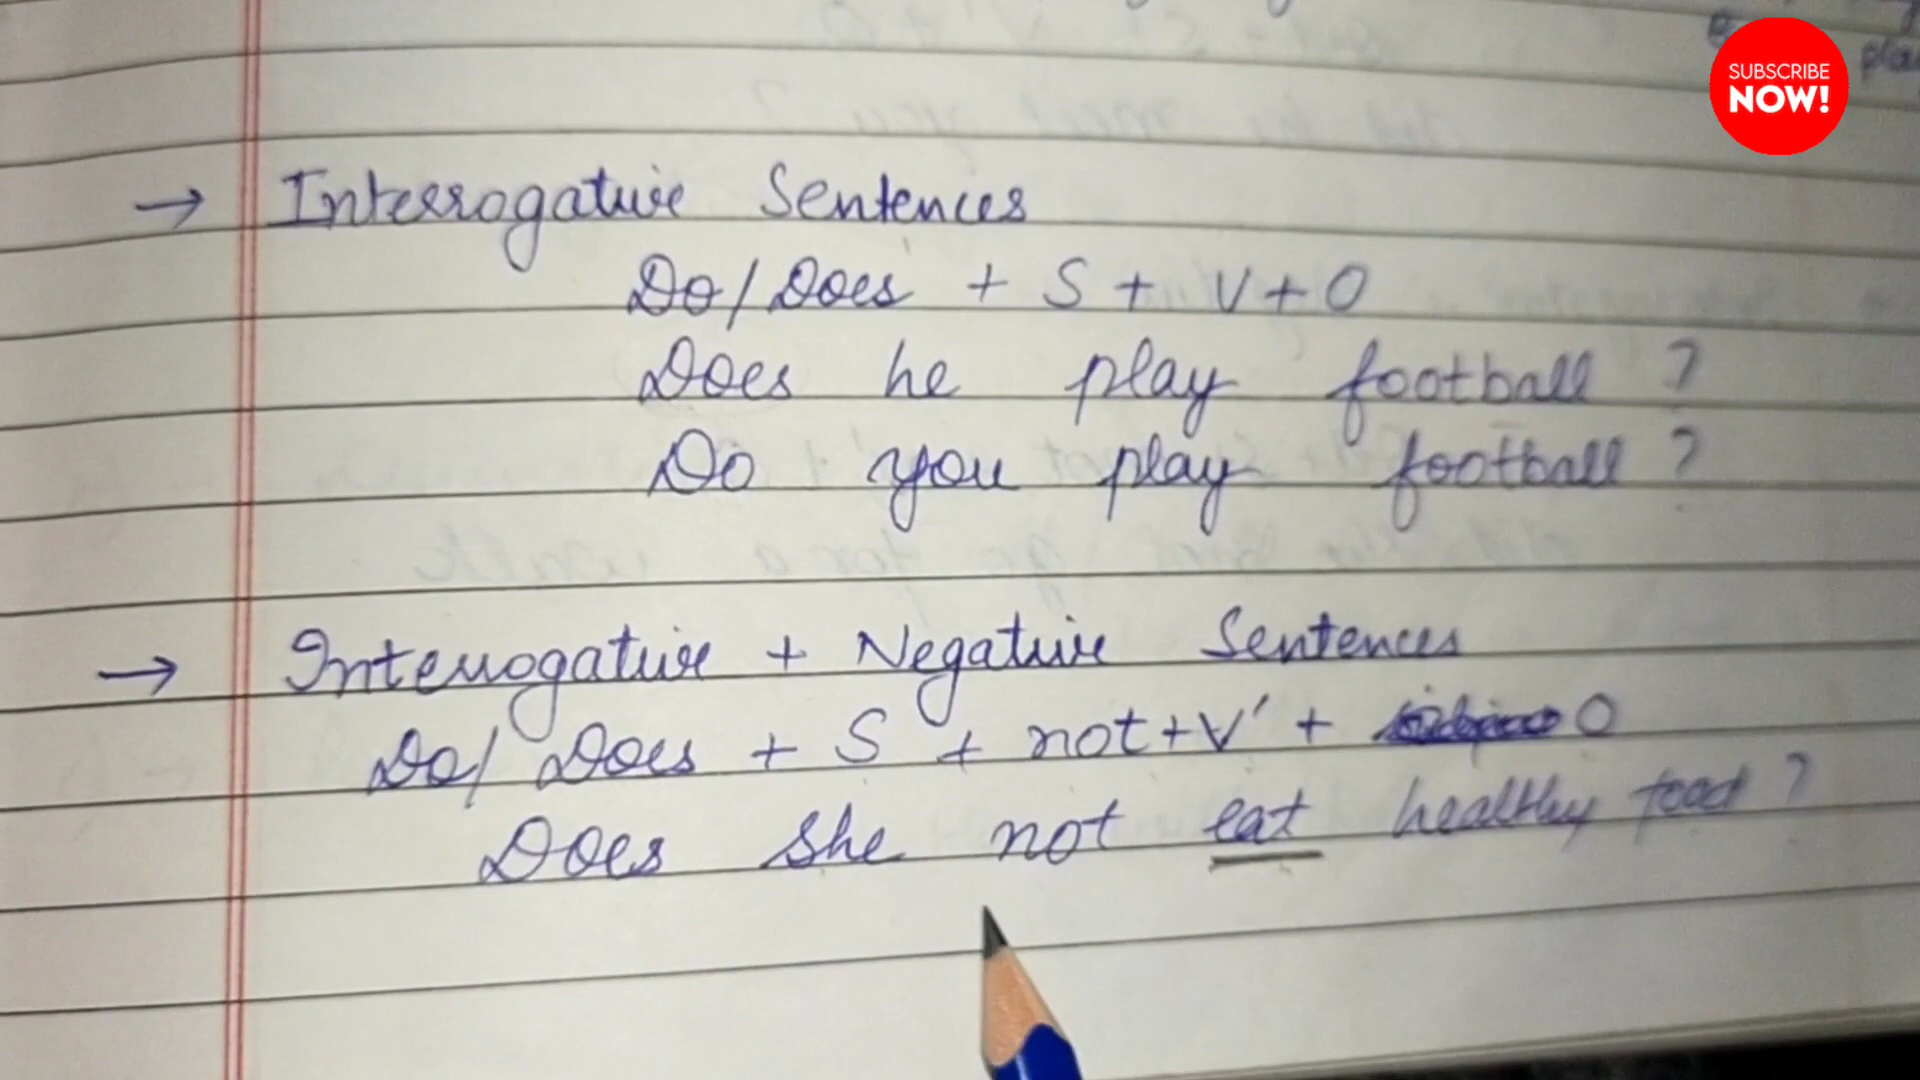 SUBSCRIBE
NOW!
→ Interrogative Sentences
Do/Does + S + V + O
Does he play football ?
Do you play football ?
→ Interrogative + Negative Sentences
Do/ Does + S + not + V' + O
Does she not eat healthy food ?